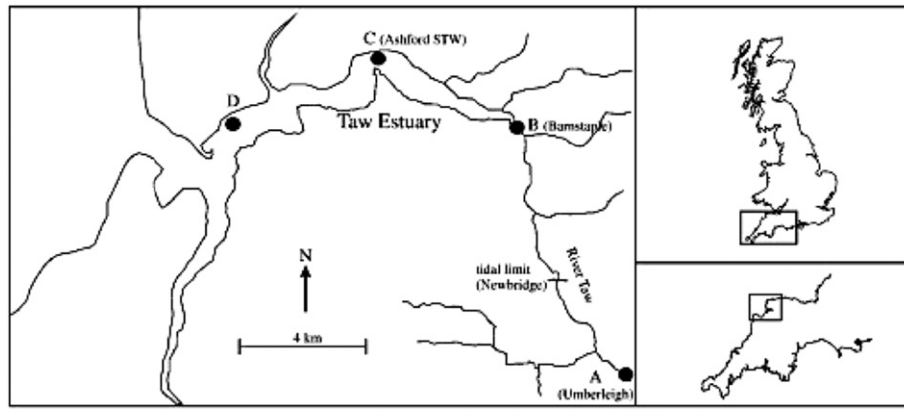 C (Ashford STW)
D
Taw Estuary
B (Barnstaple)
N
tidal limit
(Newbridge)
River Taw
4 km
A
(Umberleigh)